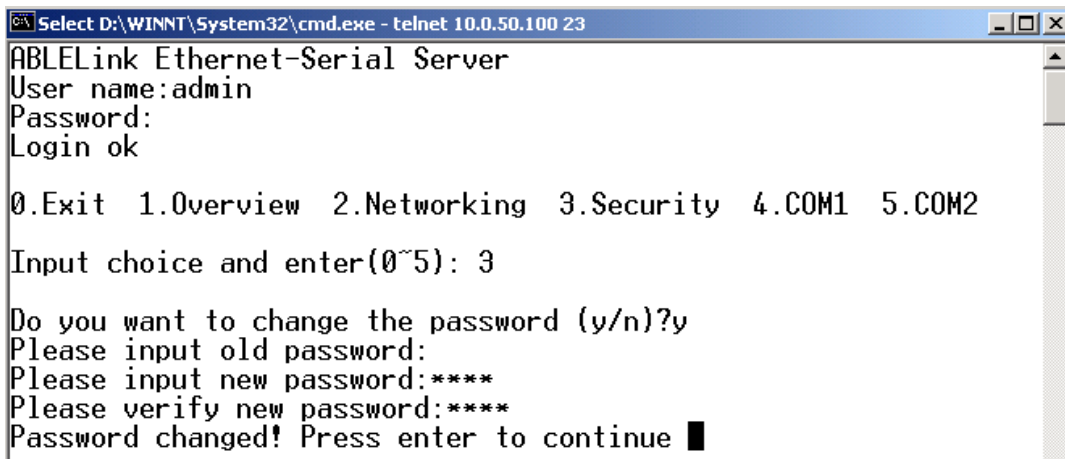 Select D:\WINNT\System32\cmd.exe - telnet 10.0.50.100 23
ABLELink Ethernet-Serial Server
User name:admin
Password:
Login ok
0.Exit  1.Overview  2.Networking  3.Security  4.COM1  5.COM2
Input choice and enter(0~5): 3
Do you want to change the password (y/n)?y
Please input old password:
Please input new password:****
Please verify new password:****
Password changed! Press enter to continue